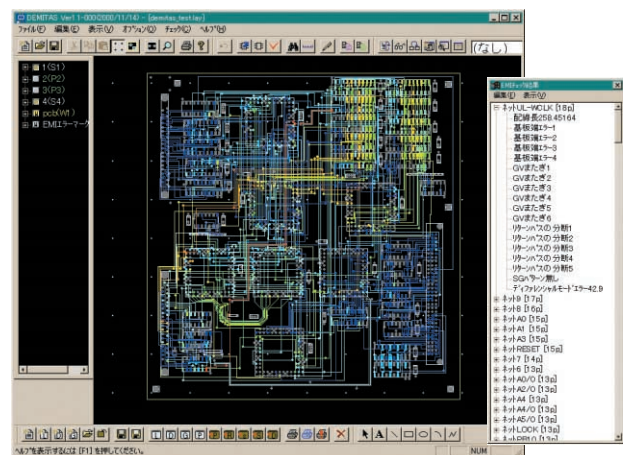 DEMITAS Ver1.1-000(2000/11/14) - [demitas_test.lay]
ファイル(F) 編集(E) 表示(V) オプション(O) チェック(C) ヘルプ(H)
(なし)
1(S1)
2(P2)
3(P3)
4(S4)
pcb(W1)
EMIエラーマーク
EMIチェック結果
編集(E) 表示(V)
ネットUL-WCLK [18p]
配線長258.45164
基板端エラー1
基板端エラー2
基板端エラー3
基板端エラー4
GVまたぎ1
GVまたぎ2
GVまたぎ3
GVまたぎ4
GVまたぎ5
GVまたぎ6
リターンパスの分断1
リターンパスの分断2
リターンパスの分断3
リターンパスの分断4
リターンパスの分断5
SGパターン無し
ディファレンシャルモードエラー42.9
ネット9 [17p]
ネット8 [16p]
ネットA0 [15p]
ネットA1 [15p]
ネットA3 [15p]
ネットRESET [15p]
ネット7 [14p]
ネット6 [13p]
ネットA0/O [13p]
ネットA2/O [13p]
ネットA4 [13p]
ネットA4/O [13p]
ネットA5/O [13p]
ネットLOCK [13p]
ヘルプを表示するには [F1] を押してください。
NUM